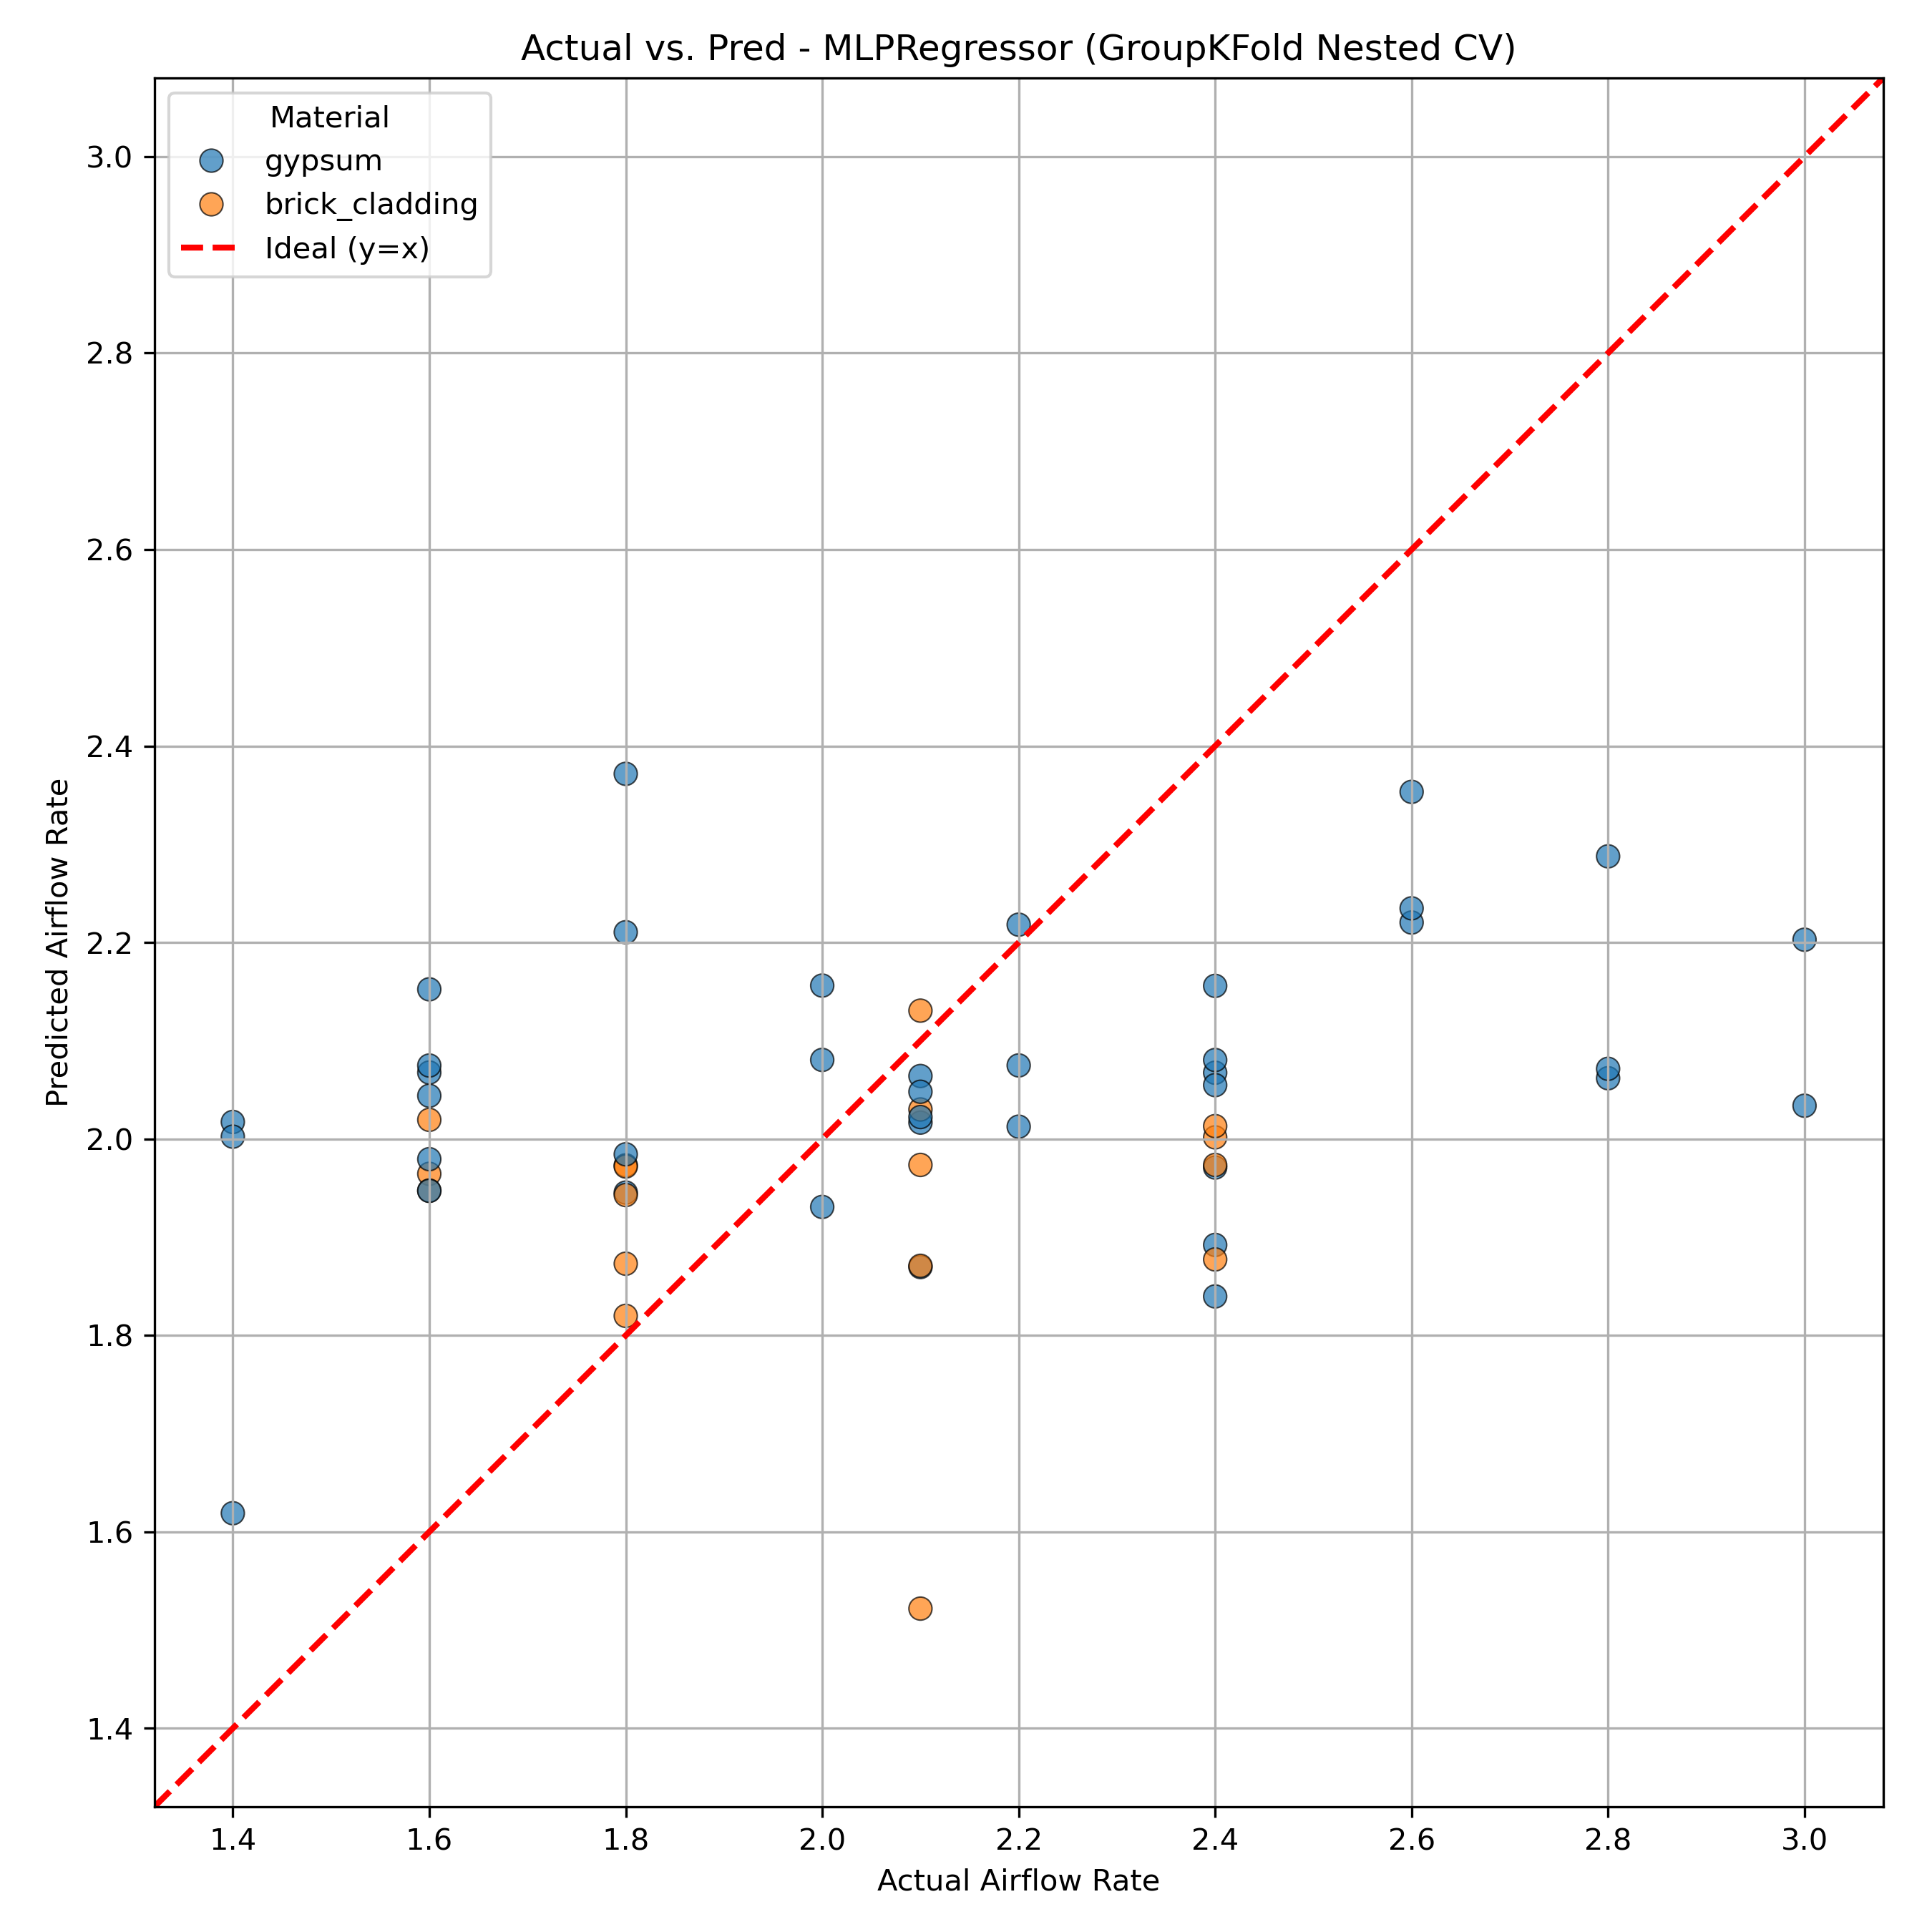 Actual vs. Pred - MLPRegressor (GroupKFold Nested CV)
Material
gypsum
brick_cladding
Ideal (y=x)
3.0
2.8
2.6
2.4
2.2
2.0
1.8
1.6
1.4
Predicted Airflow Rate
1.4 1.6 1.8 2.0 2.2 2.4 2.6 2.8 3.0
Actual Airflow Rate